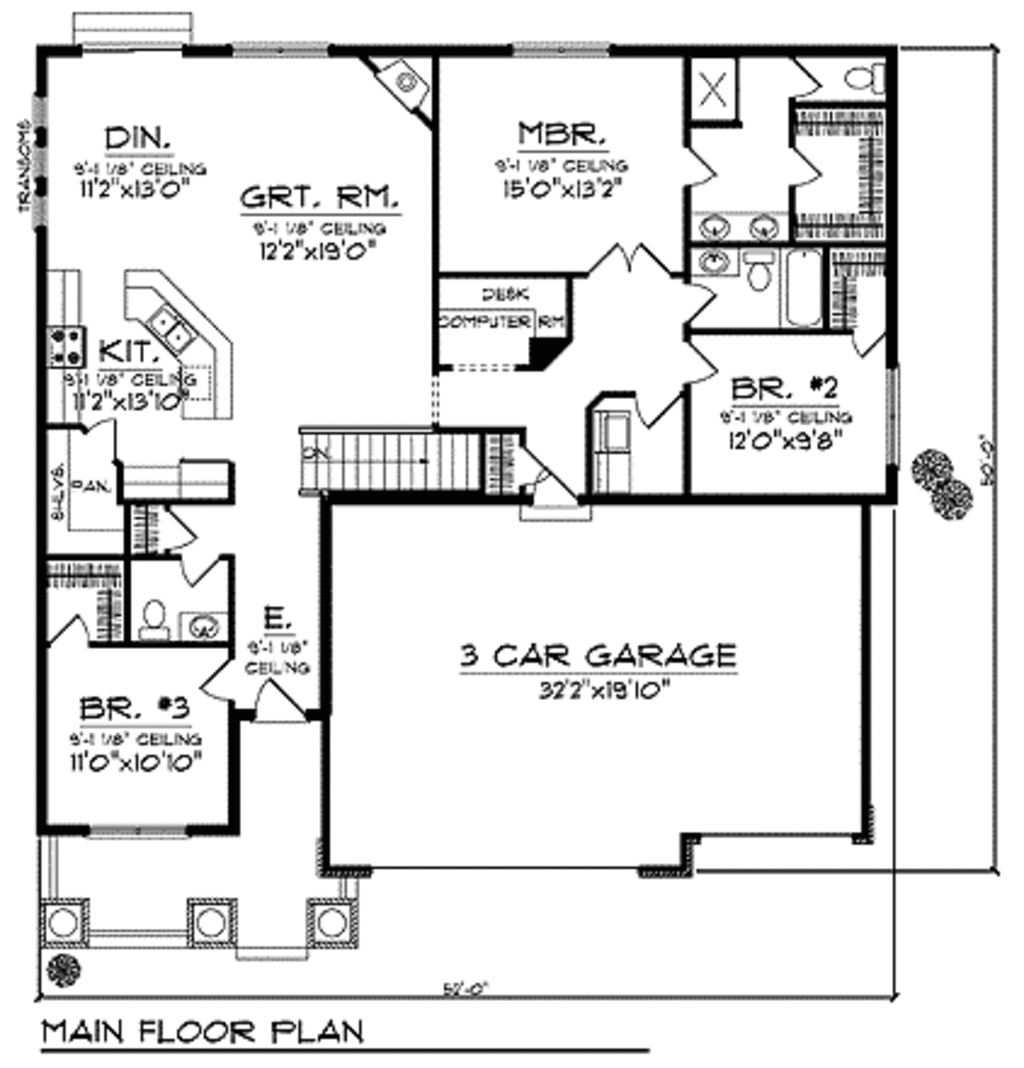 DIN.
9'-1 1/8" CEILING
11'2"x13'0"
TRANSOMS
GRT. RM.
9'-1 1/8" CEILING
12'2"x19'0"
MBR.
9'-1 1/8" CEILING
15'0"x13'2"
DESK
COMPUTER RM
KIT.
9'-1 1/8" CEILING
11'2"x13'10"
BR. #2
9'-1 1/8" CEILING
12'0"x9'8"
DN
SHLVS.
PAN.
50'-0"
E.
9'-1 1/8"
CEILING
3 CAR GARAGE
32'2"x19'10"
BR. #3
9'-1 1/8" CEILING
11'0"x10'10"
52'-0"
MAIN FLOOR PLAN